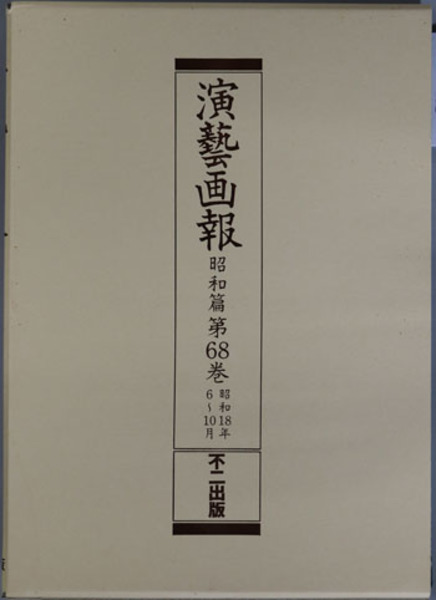 演藝画報
昭和篇第68巻
昭和18年
6~10月
不二出版